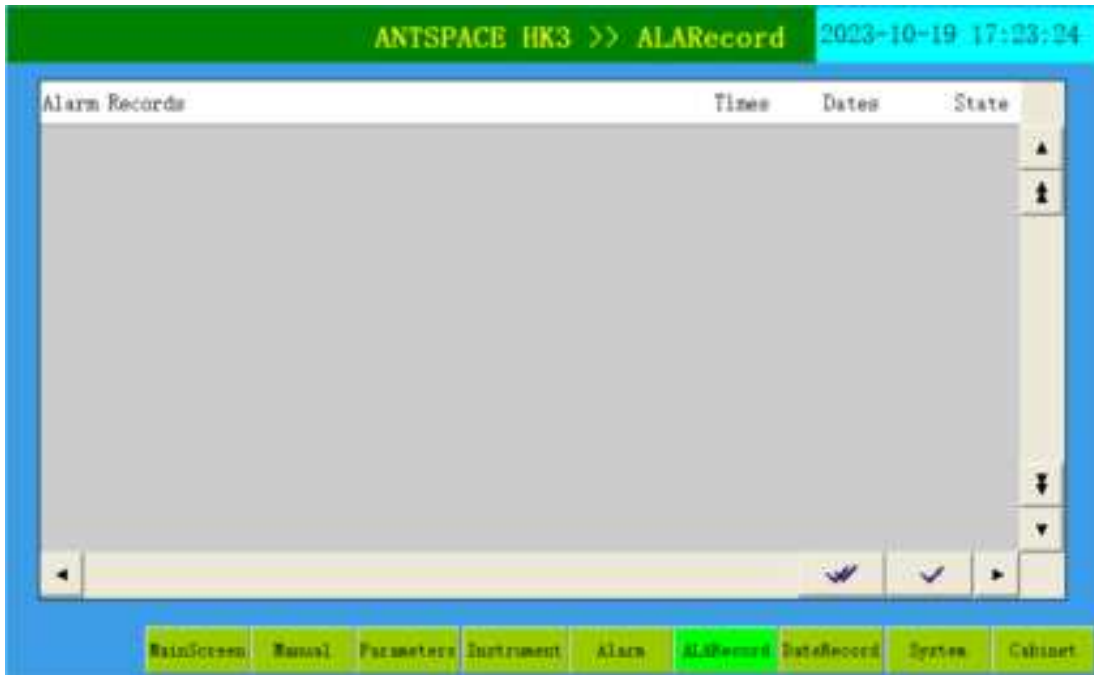 ANTSPACE HK3 >> ALARecord 2023-10-19 17:23:24
Alarm Records Times Dates State
MainScreen Manual Parameters Instrument Alarm ALARecord DateRecord System Cabinet